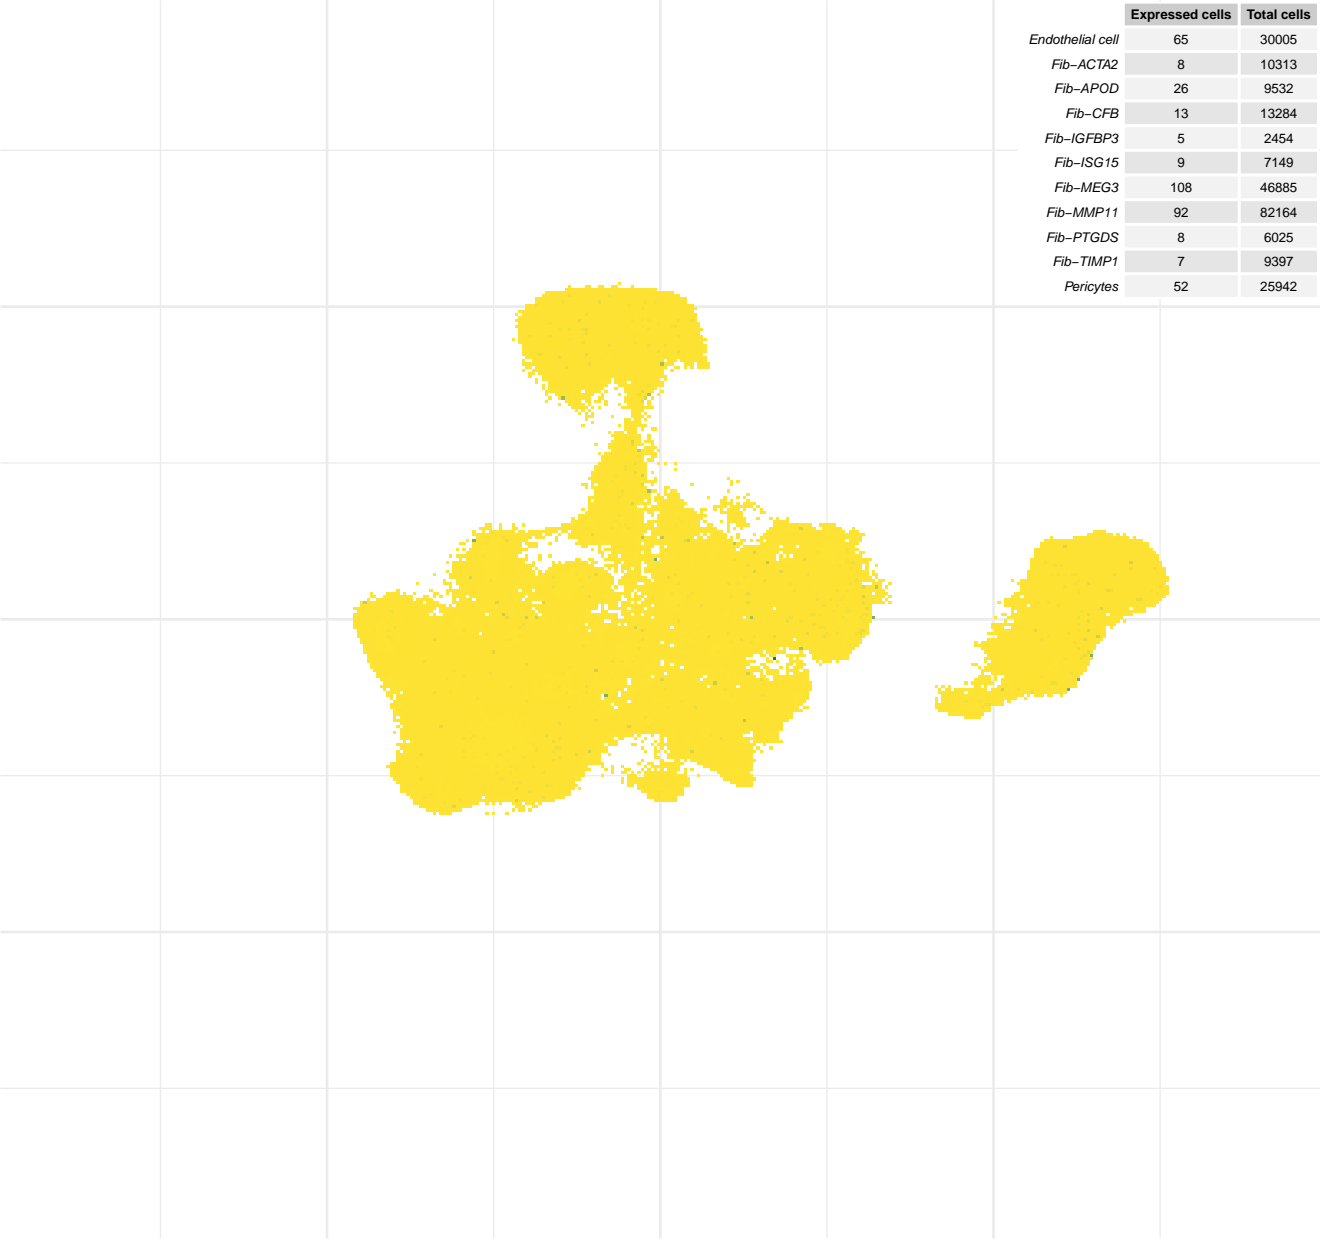 Expressed cells Total cells
Endothelial cell 65 30005
Fib−ACTA2 8 10313
Fib−APOD 26 9532
Fib−CFB 13 13284
Fib−IGFBP3 5 2454
Fib−ISG15 9 7149
Fib−MEG3 108 46885
Fib−MMP11 92 82164
Fib−PTGDS 8 6025
Fib−TIMP1 7 9397
Pericytes 52 25942